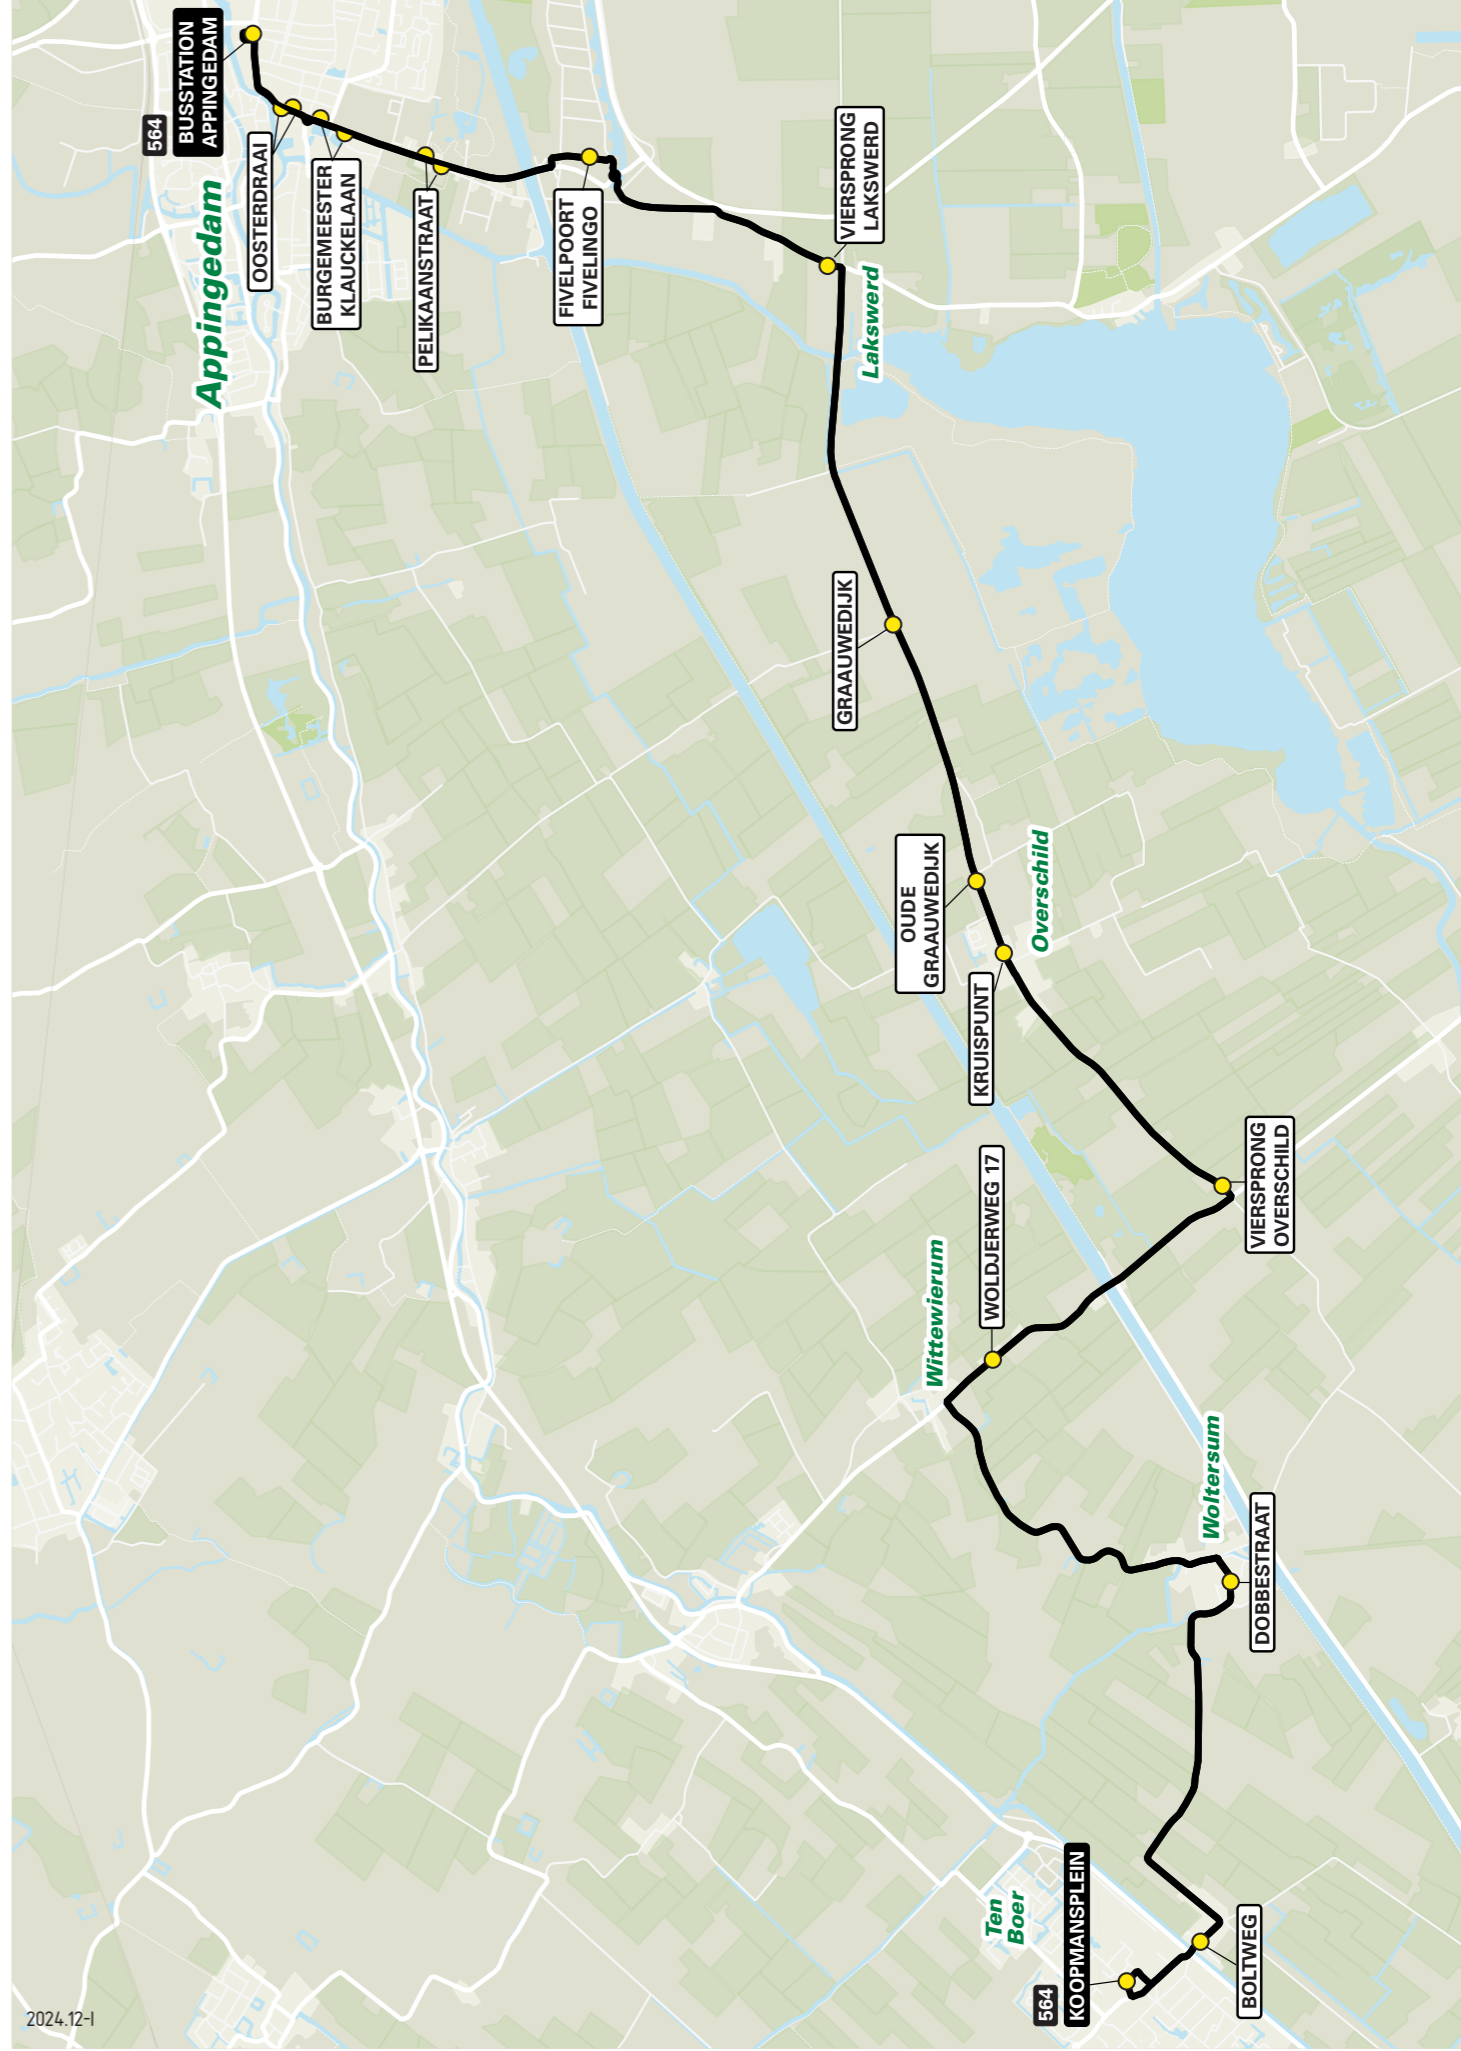 564
BUSSTATION
APPINGEDAM
Appingedam
OOSTERDRAAI
BURGEMEESTER
KLAUCKELAAN
PELIKAANSTRAAT
FIVELPOORT
FIVELINGO
VIERSPRONG
LAKSWERD
Lakswerd
GRAAUWEDIJK
OUDE
GRAAUWEDIJK
Overschild
KRUISPUNT
VIERSPRONG
OVERSCHILD
WOLDJERWEG 17
Wittewierum
Woltersum
DOBBESTRAAT
Ten
Boer
564
KOOPMANSPLEIN
BOLTWEG
2024.12-I